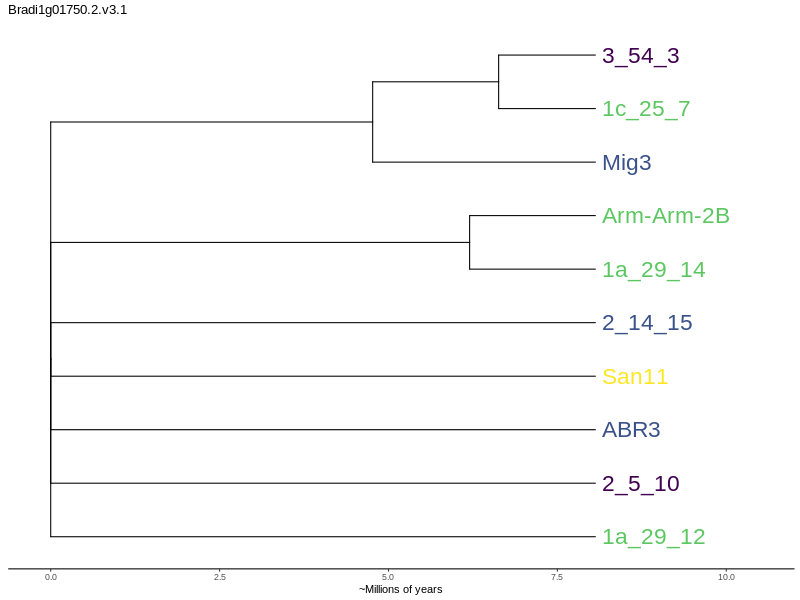 Bradi1g01750.2.v3.1
3_54_3
1c_25_7
Mig3
Arm-Arm-2B
1a_29_14
2_14_15
San11
ABR3
2_5_10
1a_29_12
0.0 2.5 5.0 7.5 10.0
~Millions of years